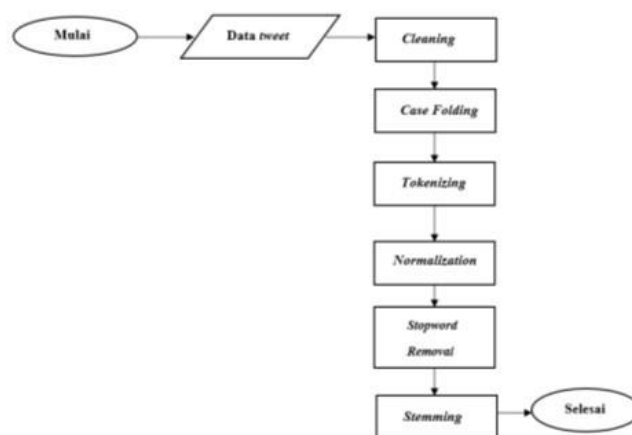 Mulai
Data tweet
Cleaning
Case Folding
Tokenizing
Normalization
Stopword
Removal
Stemming
Selesai